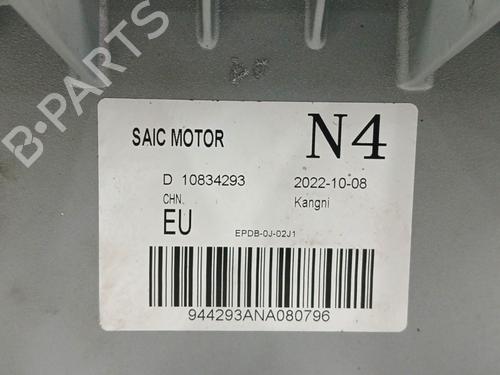 B-PARTS
SAIC MOTOR N4
D 10834293 2022-10-08
CHN. Kangni
EU
EPDB-0J-02J1
944293ANA080796